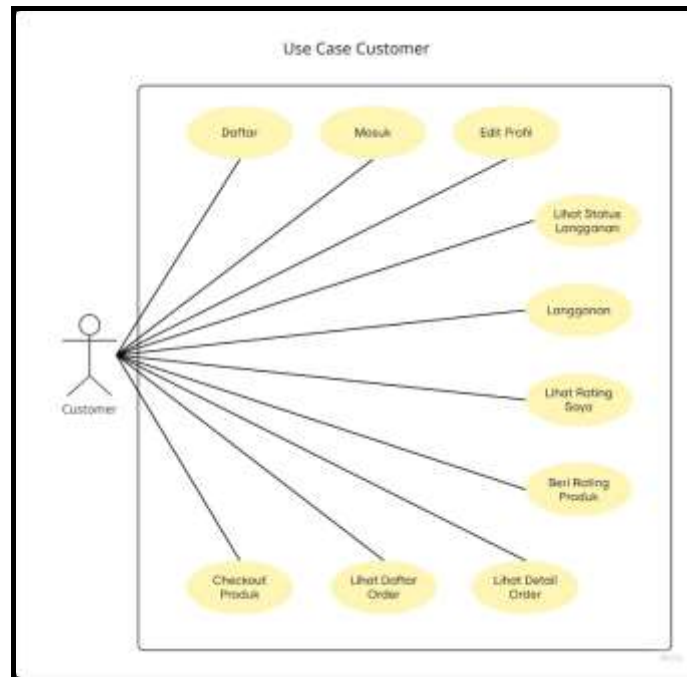 Use Case Customer
Daftar
Masuk
Edit Profil
Lihat Status
Langganan
Langganan
Lihat Rating
Saya
Customer
Beri Rating
Produk
Checkout
Produk
Lihat Daftar
Order
Lihat Detail
Order